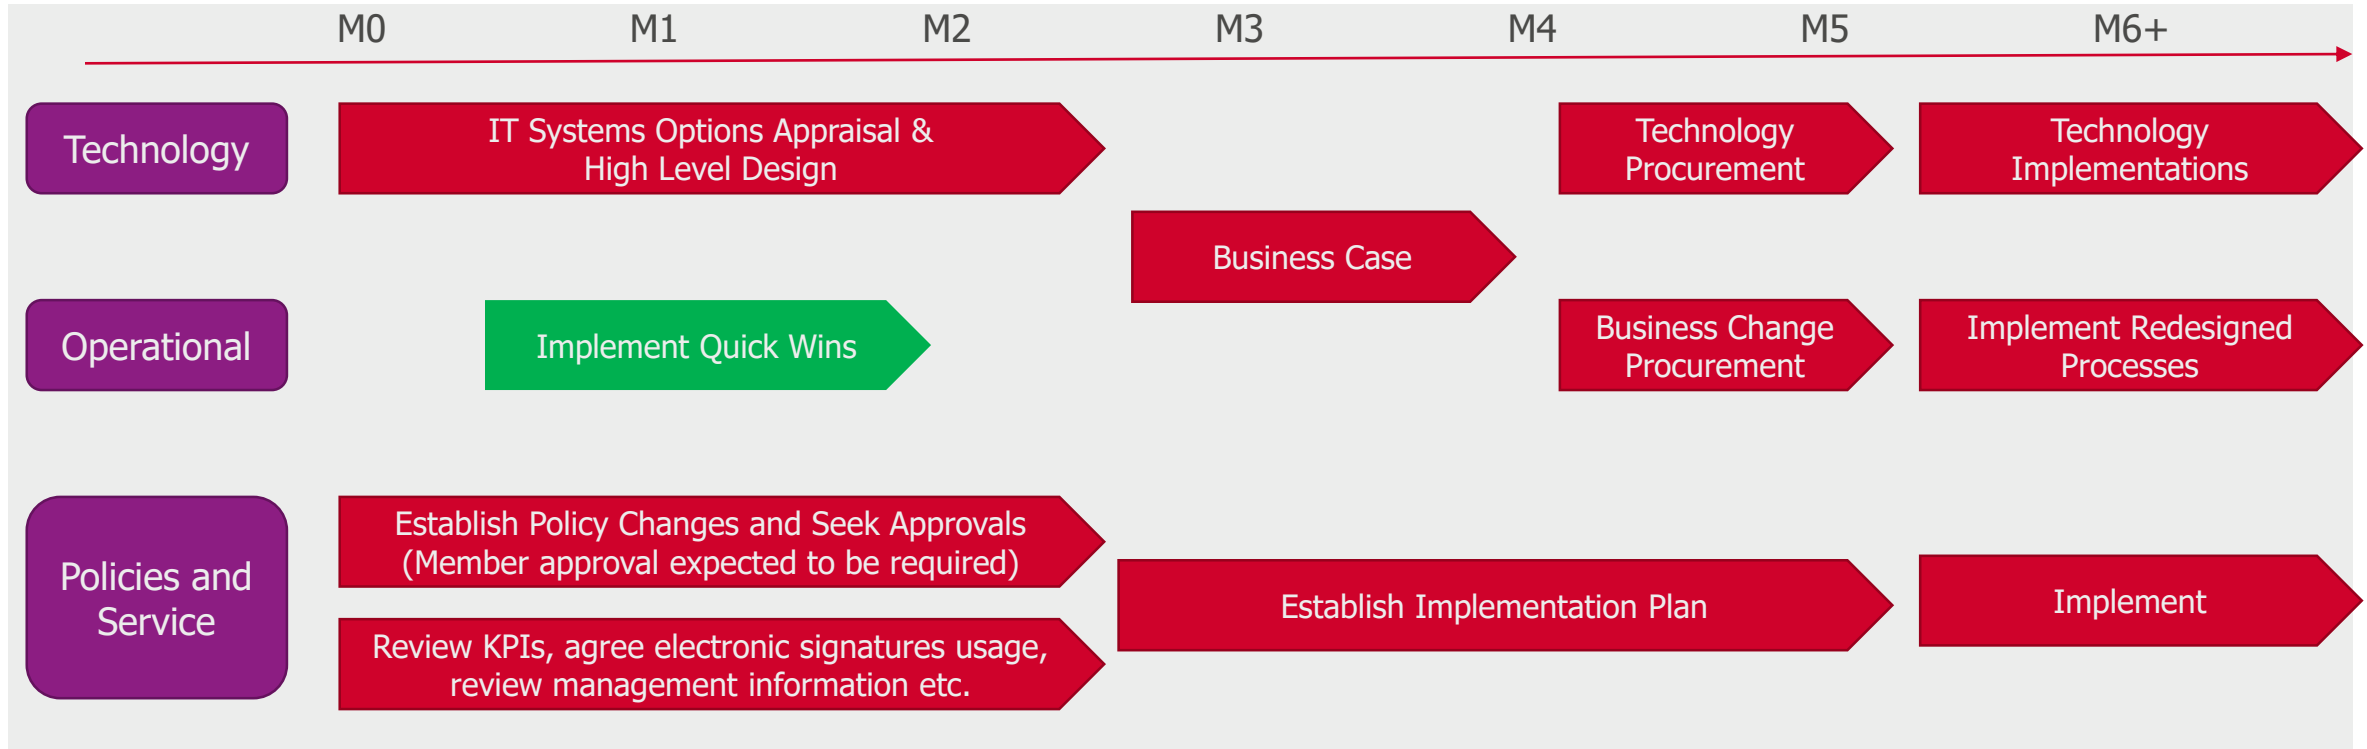 M0 M1 M2 M3 M4 M5 M6+
Technology
IT Systems Options Appraisal &
High Level Design
Technology
Procurement
Technology
Implementations
Business Case
Operational
Implement Quick Wins
Business Change
Procurement
Implement Redesigned
Processes
Policies and
Service
Establish Policy Changes and Seek Approvals
(Member approval expected to be required)
Review KPIs, agree electronic signatures usage,
review management information etc.
Establish Implementation Plan
Implement